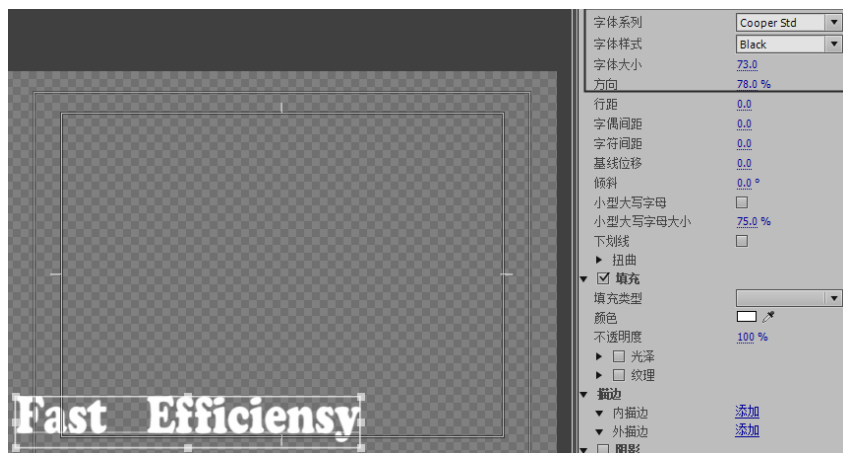 字体系列 Cooper Std
字体样式 Black
字体大小 73.0
方向 78.0 %
行距 0.0
字偶间距 0.0
字符间距 0.0
基线位移 0.0
倾斜 0.0 °
小型大写字母
小型大写字母大小 75.0 %
下划线
扭曲
填充
填充类型
颜色
不透明度 100 %
光泽
纹理
描边
内描边 添加
外描边 添加
阴影
Fast Efficiensy